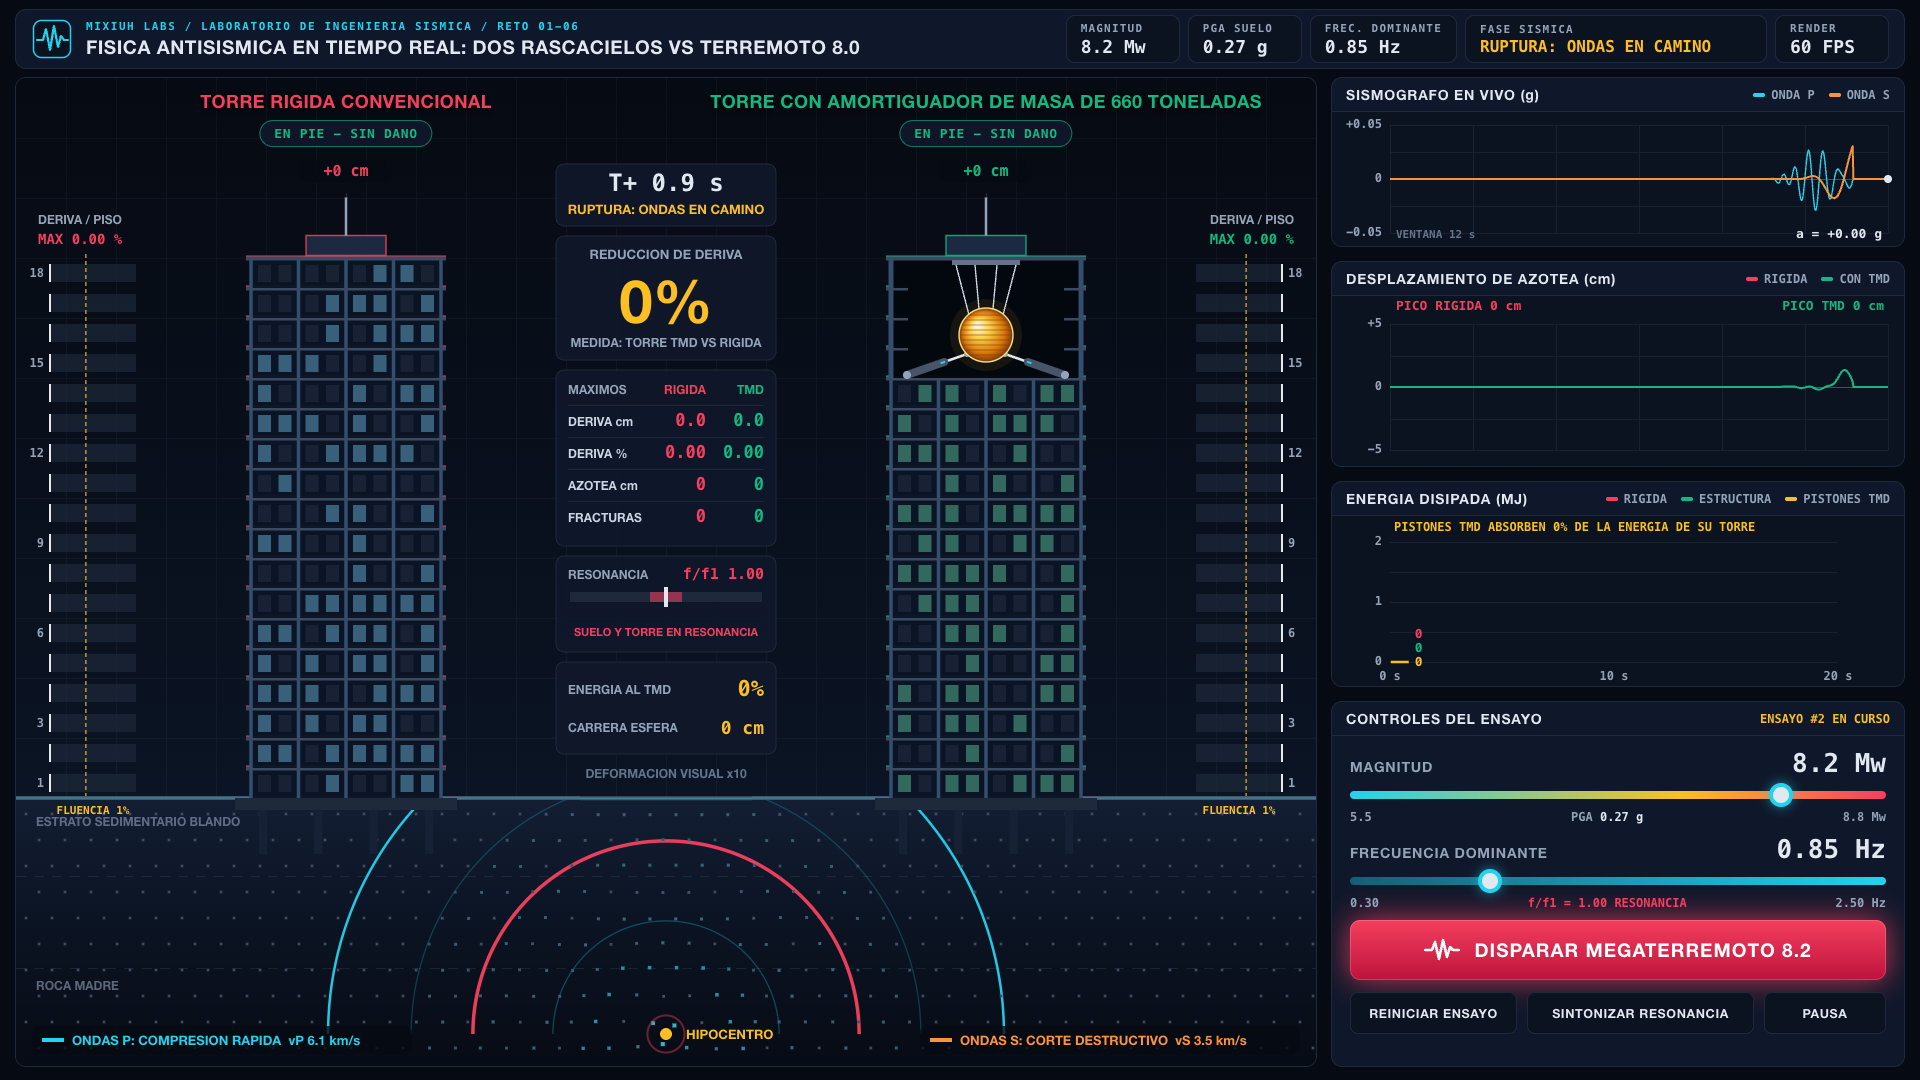 MIXIUH LABS / LABORATORIO DE INGENIERIA SISMICA / RETO 01–06
FISICA ANTISISMICA EN TIEMPO REAL: DOS RASCACIELOS VS TERREMOTO 8.0
MAGNITUD
8.2 Mw
PGA SUELO
0.27 g
FREC. DOMINANTE
0.85 Hz
FASE SISMICA
RUPTURA: ONDAS EN CAMINO
RENDER
60 FPS
TORRE RIGIDA CONVENCIONAL
EN PIE – SIN DANO
+0 cm
TORRE CON AMORTIGUADOR DE MASA DE 660 TONELADAS
EN PIE – SIN DANO
+0 cm
DERIVA / PISO
MAX 0.00 %
18
15
12
9
6
3
1
FLUENCIA 1%
T+ 0.9 s
RUPTURA: ONDAS EN CAMINO
REDUCCION DE DERIVA
0%
MEDIDA: TORRE TMD VS RIGIDA
MAXIMOS RIGIDA TMD
DERIVA cm 0.0 0.0
DERIVA % 0.00 0.00
AZOTEA cm 0 0
FRACTURAS 0 0
RESONANCIA f/f1 1.00
SUELO Y TORRE EN RESONANCIA
ENERGIA AL TMD 0%
CARRERA ESFERA 0 cm
DEFORMACION VISUAL x10
DERIVA / PISO
MAX 0.00 %
18
15
12
9
6
3
1
FLUENCIA 1%
ESTRATO SEDIMENTARIO BLANDO
ROCA MADRE
ONDAS P: COMPRESION RAPIDA vP 6.1 km/s
HIPOCENTRO
ONDAS S: CORTE DESTRUCTIVO vS 3.5 km/s
SISMOGRAFO EN VIVO (g)
ONDA P ONDA S
+0.05
0
−0.05
VENTANA 12 s
a = +0.00 g
DESPLAZAMIENTO DE AZOTEA (cm)
RIGIDA CON TMD
PICO RIGIDA 0 cm
PICO TMD 0 cm
+5
0
−5
ENERGIA DISIPADA (MJ)
RIGIDA ESTRUCTURA PISTONES TMD
PISTONES TMD ABSORBEN 0% DE LA ENERGIA DE SU TORRE
2
1
0
0
0
0
0 s 10 s 20 s
CONTROLES DEL ENSAYO
ENSAYO #2 EN CURSO
MAGNITUD
8.2 Mw
5.5 PGA 0.27 g 8.8 Mw
FRECUENCIA DOMINANTE
0.85 Hz
0.30 f/f1 = 1.00 RESONANCIA 2.50 Hz
DISPARAR MEGATERREMOTO 8.2
REINICIAR ENSAYO
SINTONIZAR RESONANCIA
PAUSA